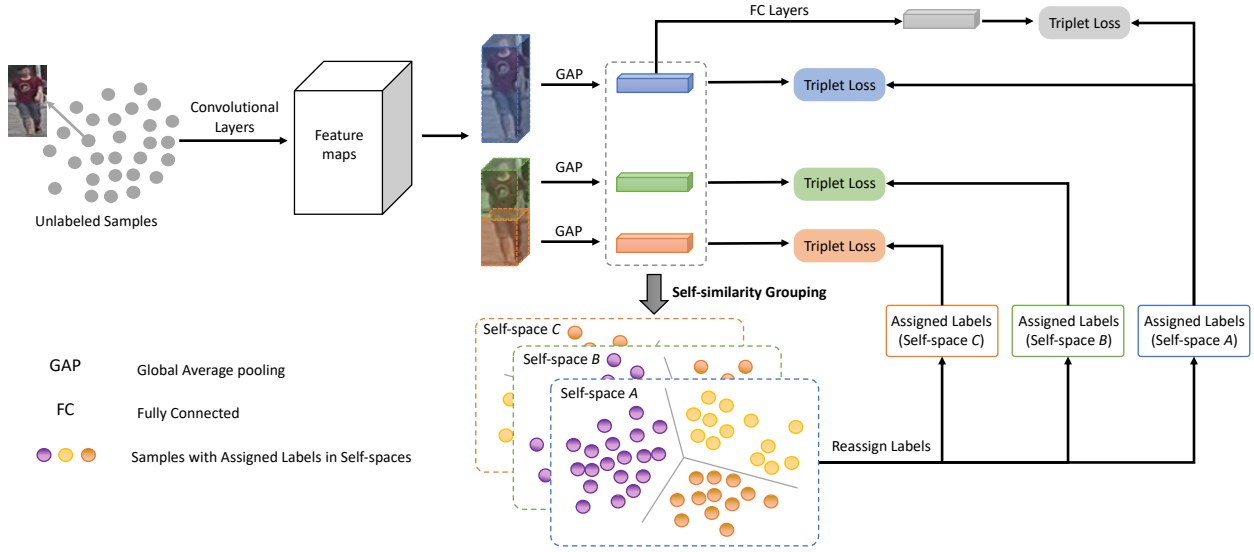 FC Layers
Triplet Loss
GAP
Triplet Loss
Convolutional
Layers
Feature
maps
GAP
Triplet Loss
Unlabeled Samples
GAP
Triplet Loss
Self-similarity Grouping
Assigned Labels
(Self-space C)
Assigned Labels
(Self-space B)
Assigned Labels
(Self-space A)
Self-space C
Self-space B
Self-space A
Reassign Labels
GAP Global Average pooling
FC Fully Connected
Samples with Assigned Labels in Self-spaces